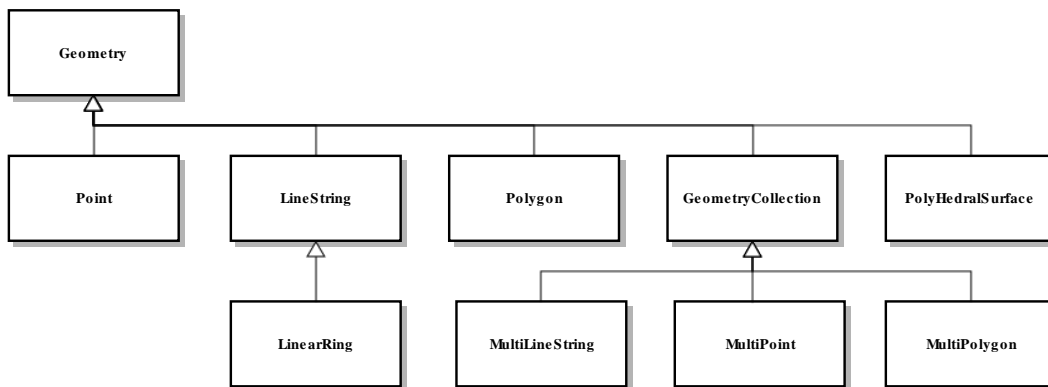 Geometry
Point
LineString
Polygon
GeometryCollection
PolyHedralSurface
LinearRing
MultiLineString
MultiPoint
MultiPolygon